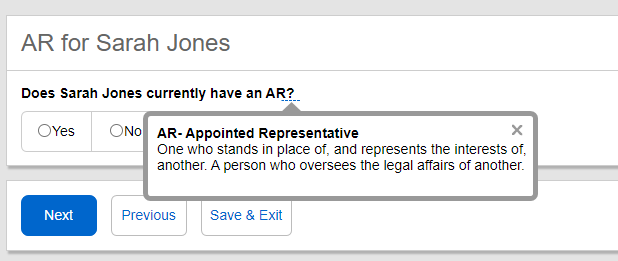 AR for Sarah Jones
Does Sarah Jones currently have an AR?
Yes
No
AR- Appointed Representative
One who stands in place of, and represents the interests of,
another. A person who oversees the legal affairs of another.
Next
Previous
Save & Exit